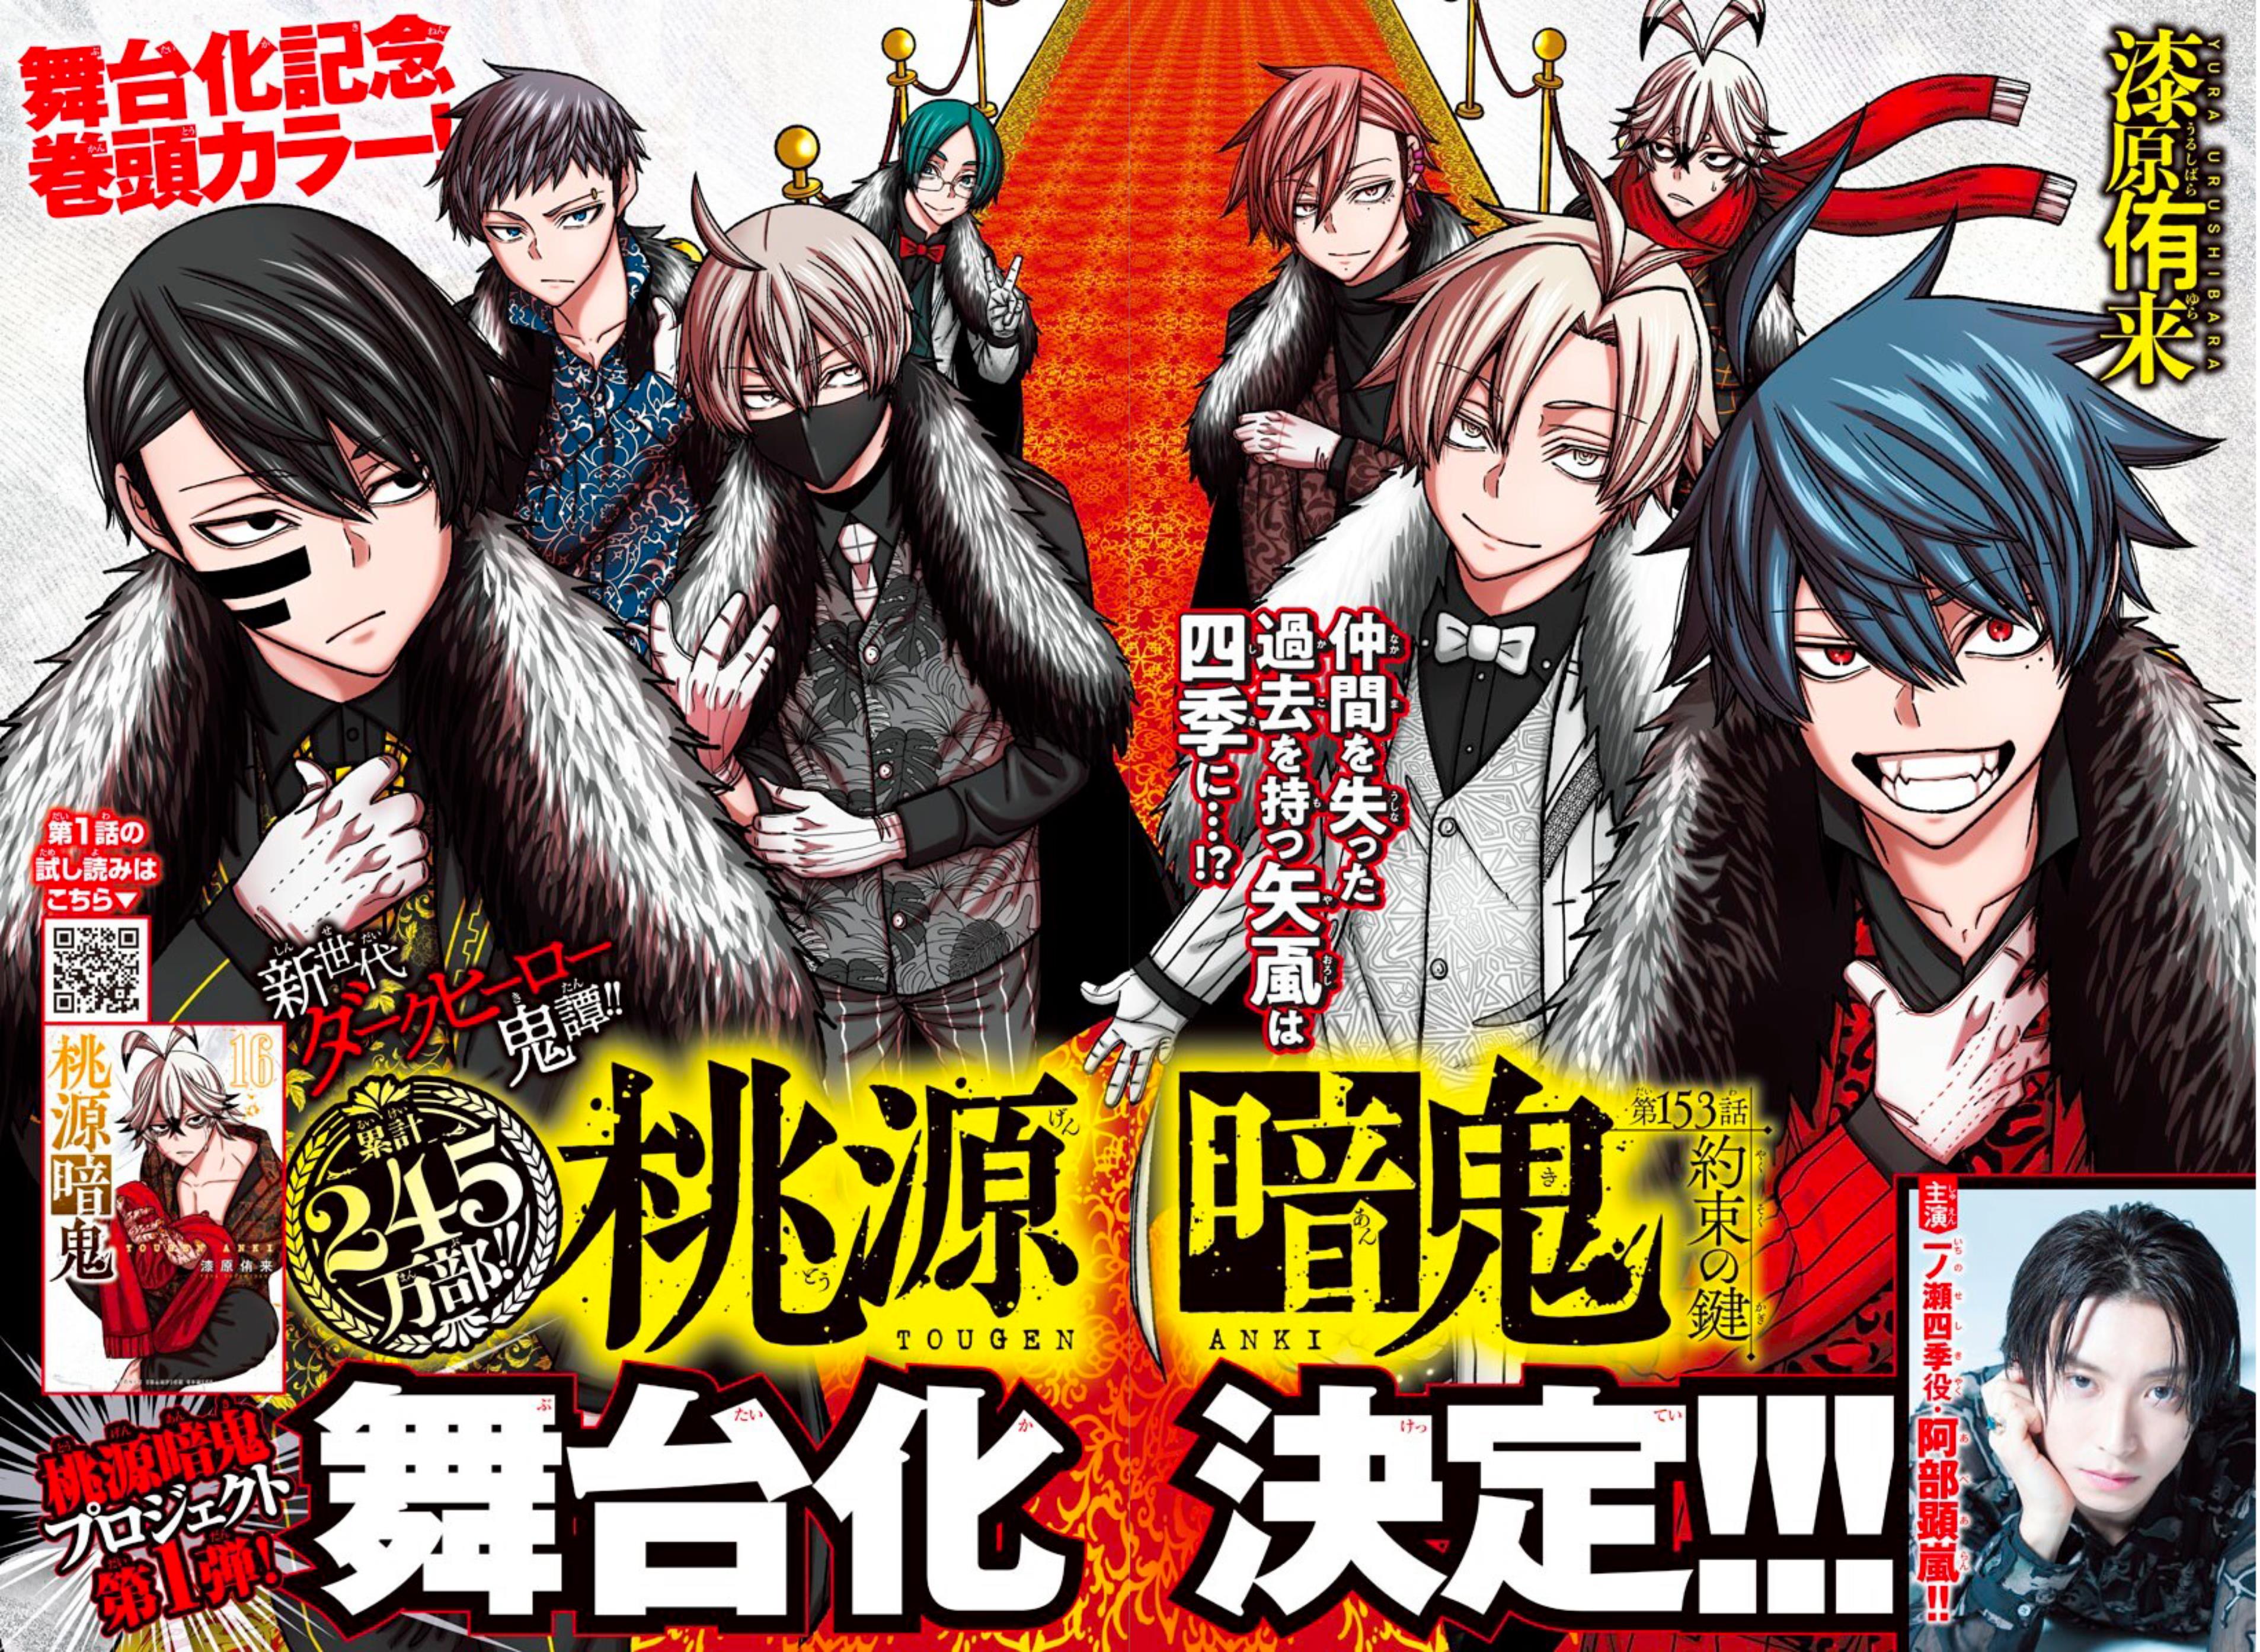 舞台化記念
巻頭カラー!
漆原侑来
YURA URUSHIBARA
仲間を失った
過去を持つ矢颪は
四季に…!?
第1話の
試し読みは
こちら▼
新世代
ダークヒーロー
鬼譚!!
16
桃源暗鬼
TOUGEN ANKI
漆原侑来
累計
245
万部!!
桃源暗鬼
TOUGEN ANKI
第153話
約束の鍵
桃源暗鬼
プロジェクト
第1弾!
舞台化決定!!!
主演
一ノ瀬四季役・阿部顕嵐!!